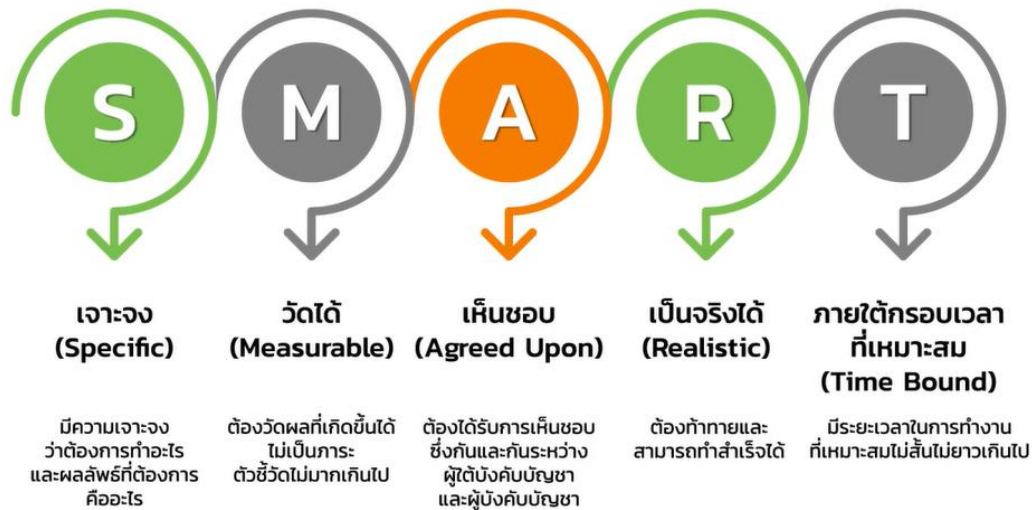 S
M
A
R
T
เจาะจง
(Specific)
มีความเจาะจง
ว่าต้องการทำอะไร
และผลลัพธ์ที่ต้องการ
คืออะไร
วัดได้
(Measurable)
ต้องวัดผลที่เกิดขึ้นได้
ไม่เป็นภาระ
ตัวชี้วัดไม่มากเกินไป
เห็นชอบ
(Agreed Upon)
ต้องได้รับการเห็นชอบ
ซึ่งกันและกันระหว่าง
ผู้ใต้บังคับบัญชา
และผู้บังคับบัญชา
เป็นจริงได้
(Realistic)
ต้องท้าทายและ
สามารถทำสำเร็จได้
ภายใต้กรอบเวลา
ที่เหมาะสม
(Time Bound)
มีระยะเวลาในการทำงาน
ที่เหมาะสมไม่สั้นไม่ยาวเกินไป